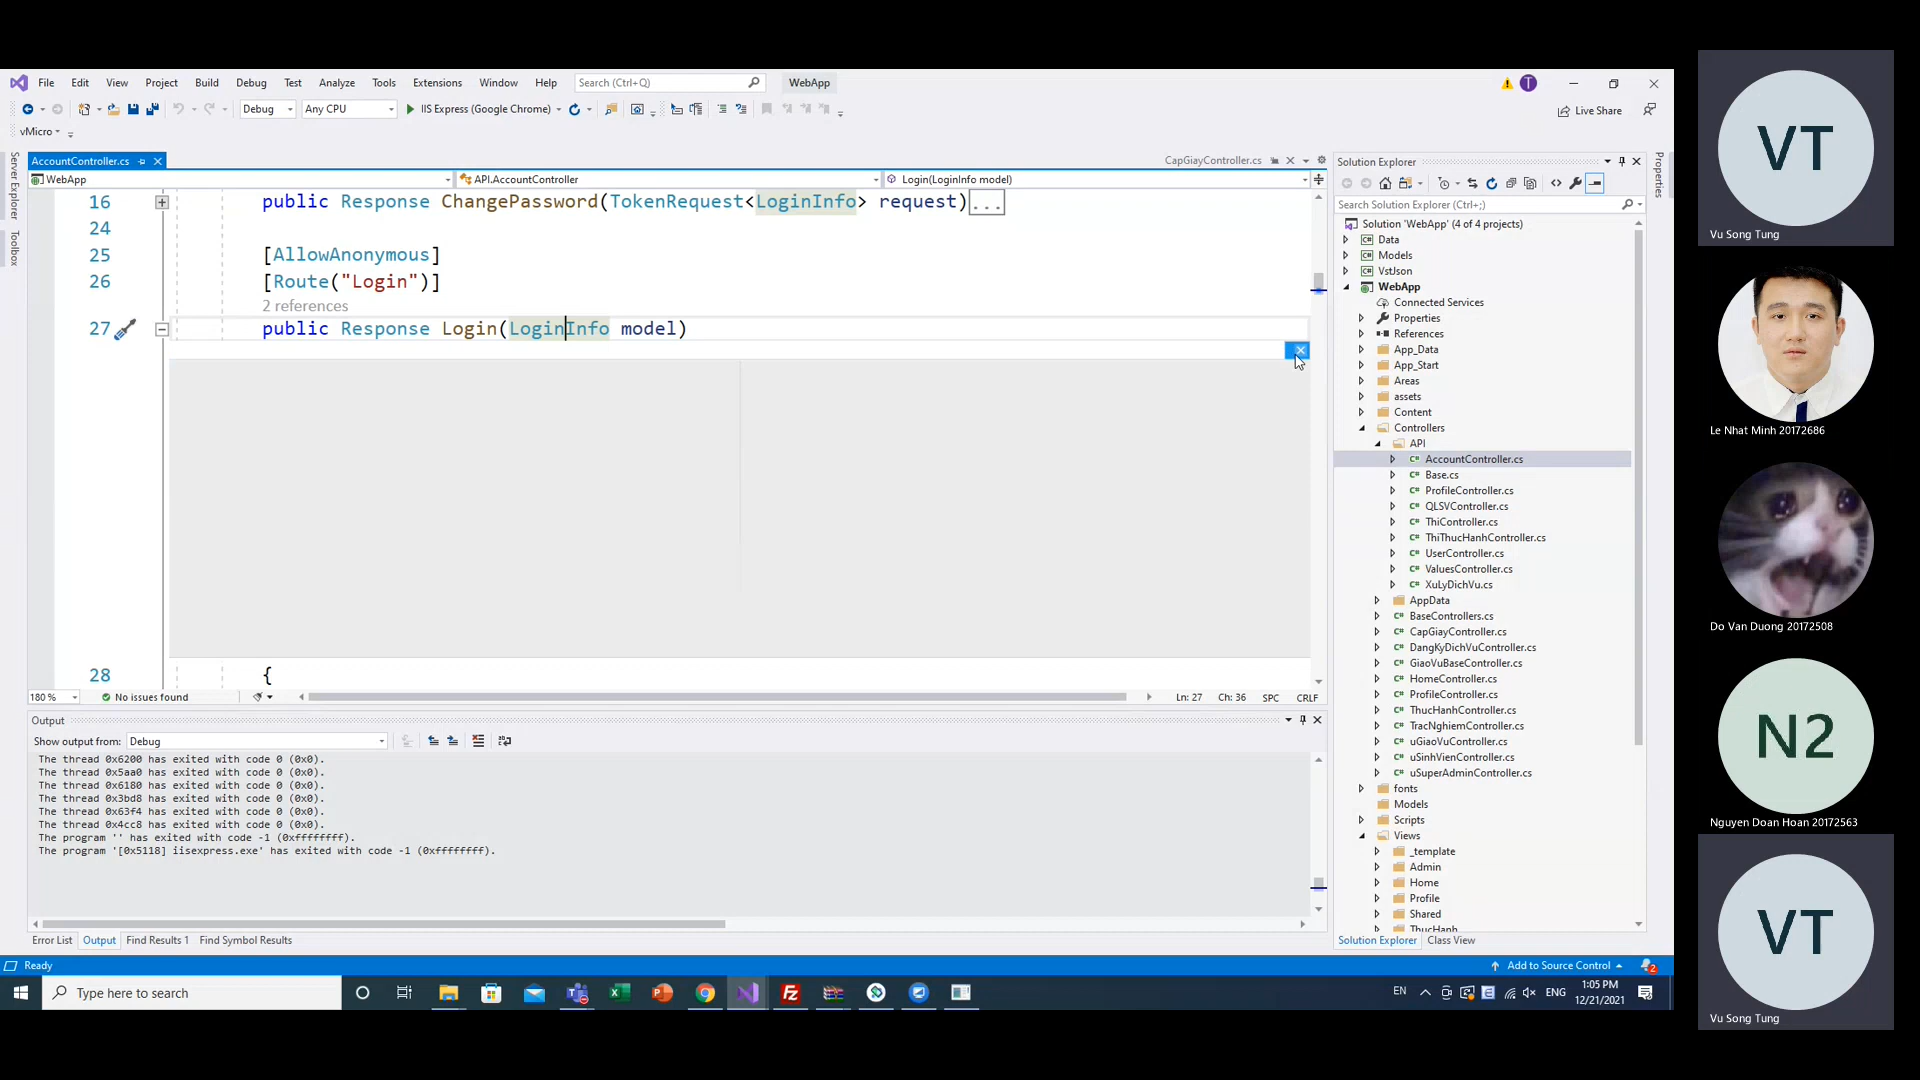 File Edit View Project Build Debug Test Analyze Tools Extensions Window Help Search (Ctrl+Q) WebApp T
Debug Any CPU IIS Express (Google Chrome) Live Share
vMicro
Server Explorer
Toolbox
AccountController.cs CapGiayController.cs
WebApp API.AccountController Login(LoginInfo model)
16 public Response ChangePassword(TokenRequest<LoginInfo> request)...
24
25 [AllowAnonymous]
26 [Route("Login")]
2 references
27 public Response Login(LoginInfo model)
28 {
180 % No issues found Ln: 27 Ch: 36 SPC CRLF
Output
Show output from: Debug
The thread 0x6200 has exited with code 0 (0x0).
The thread 0x5aa0 has exited with code 0 (0x0).
The thread 0x6180 has exited with code 0 (0x0).
The thread 0x3bd8 has exited with code 0 (0x0).
The thread 0x63f4 has exited with code 0 (0x0).
The thread 0x4cc8 has exited with code 0 (0x0).
The program '' has exited with code -1 (0xffffffff).
The program '[0x5118] iisexpress.exe' has exited with code -1 (0xffffffff).
Error List Output Find Results 1 Find Symbol Results
Solution Explorer
Properties
Search Solution Explorer (Ctrl+;)
Solution 'WebApp' (4 of 4 projects)
C# Data
C# Models
C# VstJson
WebApp
Connected Services
Properties
References
App_Data
App_Start
Areas
assets
Content
Controllers
API
C# AccountController.cs
C# Base.cs
C# ProfileController.cs
C# QLSVController.cs
C# ThiController.cs
C# ThiThucHanhController.cs
C# UserController.cs
C# ValuesController.cs
C# XuLyDichVu.cs
AppData
C# BaseControllers.cs
C# CapGiayController.cs
C# DangKyDichVuController.cs
C# GiaoVuBaseController.cs
C# HomeController.cs
C# ProfileController.cs
C# ThucHanhController.cs
C# TracNghiemController.cs
C# uGiaoVuController.cs
C# uSinhVienController.cs
C# uSuperAdminController.cs
fonts
Models
Scripts
Views
_template
Admin
Home
Profile
Shared
ThucHanh
Solution Explorer Class View
Ready Add to Source Control 2
Type here to search EN ENG 1:05 PM
12/21/2021
VT
Vu Song Tung
Le Nhat Minh 20172686
Do Van Duong 20172508
N2
Nguyen Doan Hoan 20172563
VT
Vu Song Tung